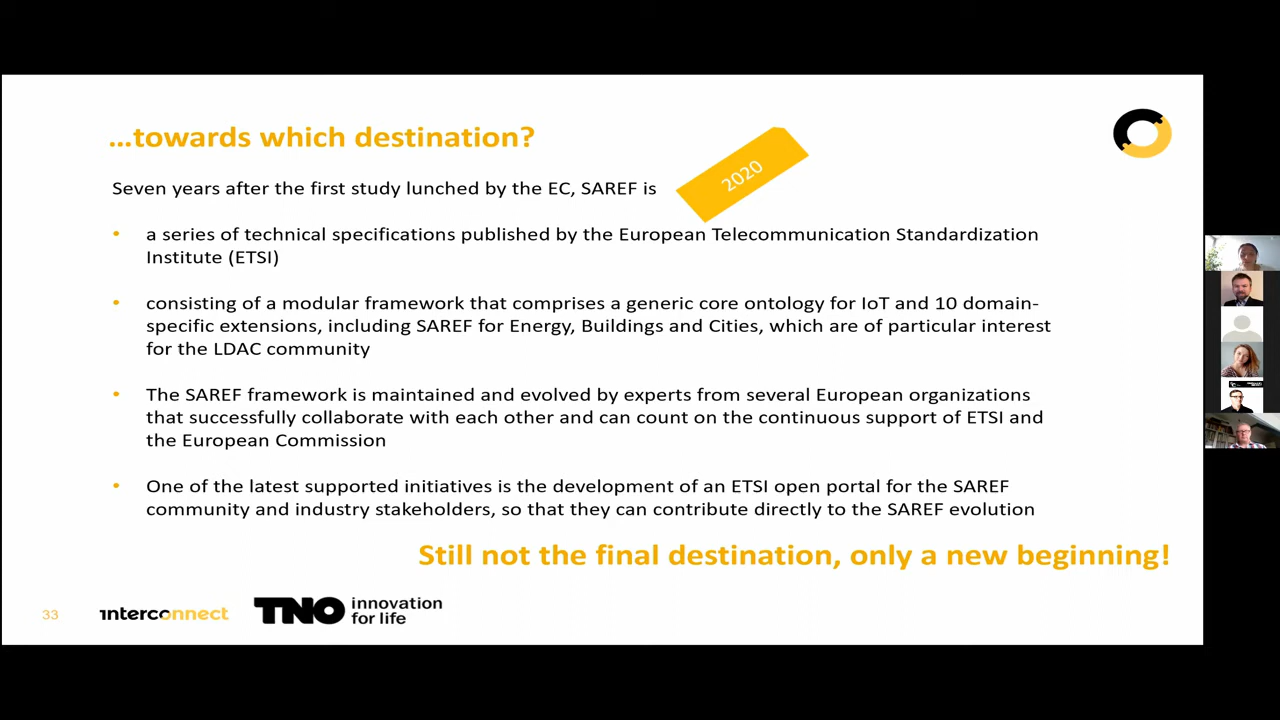 ...towards which destination?
2020
Seven years after the first study lunched by the EC, SAREF is
• a series of technical specifications published by the European Telecommunication Standardization
Institute (ETSI)
• consisting of a modular framework that comprises a generic core ontology for IoT and 10 domain-
specific extensions, including SAREF for Energy, Buildings and Cities, which are of particular interest
for the LDAC community
• The SAREF framework is maintained and evolved by experts from several European organizations
that successfully collaborate with each other and can count on the continuous support of ETSI and
the European Commission
• One of the latest supported initiatives is the development of an ETSI open portal for the SAREF
community and industry stakeholders, so that they can contribute directly to the SAREF evolution
Still not the final destination, only a new beginning!
33
interconnect
TNO innovation
for life